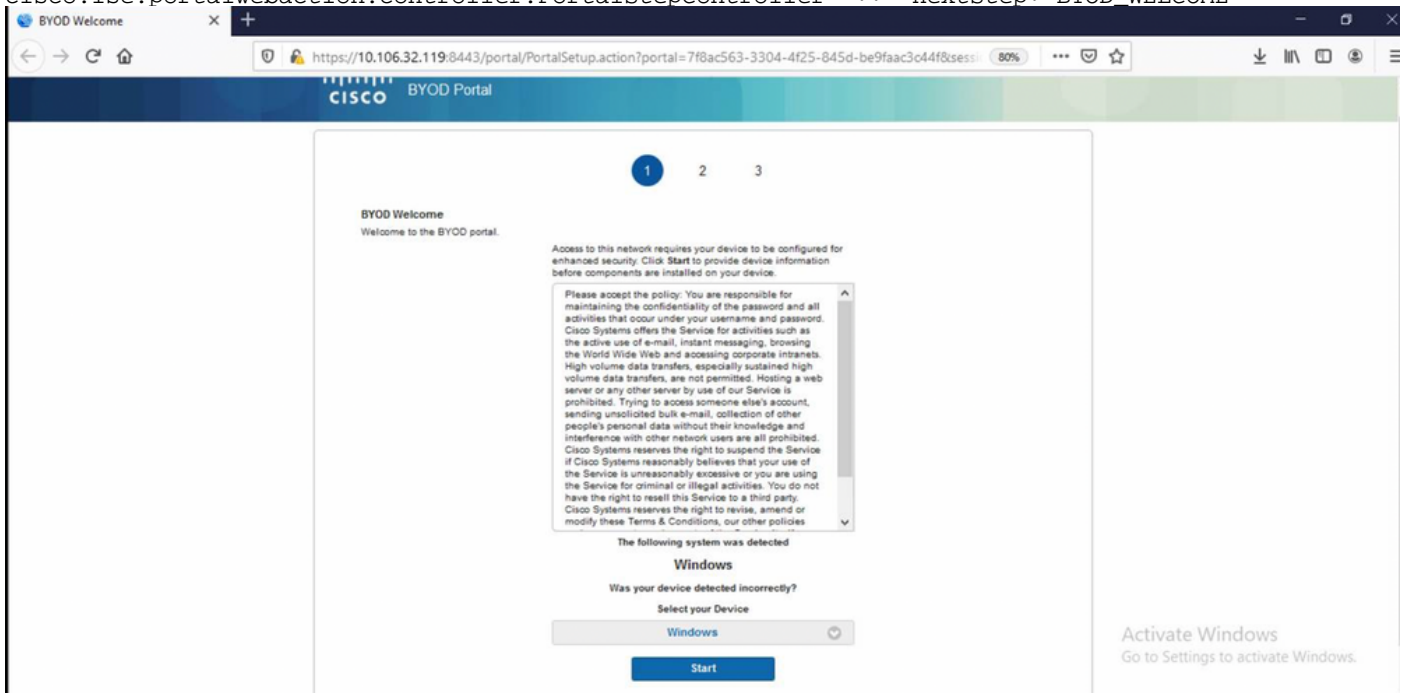 cisco.ise.portalwebaction.controller.PortalStepController -::- nextStep: BYOD_WELCOME
BYOD Welcome
https://10.106.32.119:8443/portal/PortalSetup.action?portal=7f8ac563-3304-4f25-845d-be9faac3c44f&sessi
80%
CISCO
BYOD Portal
1 2 3
BYOD Welcome
Welcome to the BYOD portal.
Access to this network requires your device to be configured for
enhanced security. Click Start to provide device information
before components are installed on your device.
Please accept the policy: You are responsible for
maintaining the confidentiality of the password and all
activities that occur under your username and password.
Cisco Systems offers the Service for activities such as
the active use of e-mail, instant messaging, browsing
the World Wide Web and accessing corporate intranets.
High volume data transfers, especially sustained high
volume data transfers, are not permitted. Hosting a web
server or any other server by use of our Service is
prohibited. Trying to access someone else's account,
sending unsolicited bulk e-mail, collection of other
people's personal data without their knowledge and
interference with other network users are all prohibited.
Cisco Systems reserves the right to suspend the Service
if Cisco Systems reasonably believes that your use of
the Service is unreasonably excessive or you are using
the Service for criminal or illegal activities. You do not
have the right to resell this Service to a third party.
Cisco Systems reserves the right to revise, amend or
modify these Terms & Conditions, our other policies
The following system was detected
Windows
Was your device detected incorrectly?
Select your Device
Windows
Start
Activate Windows
Go to Settings to activate Windows.